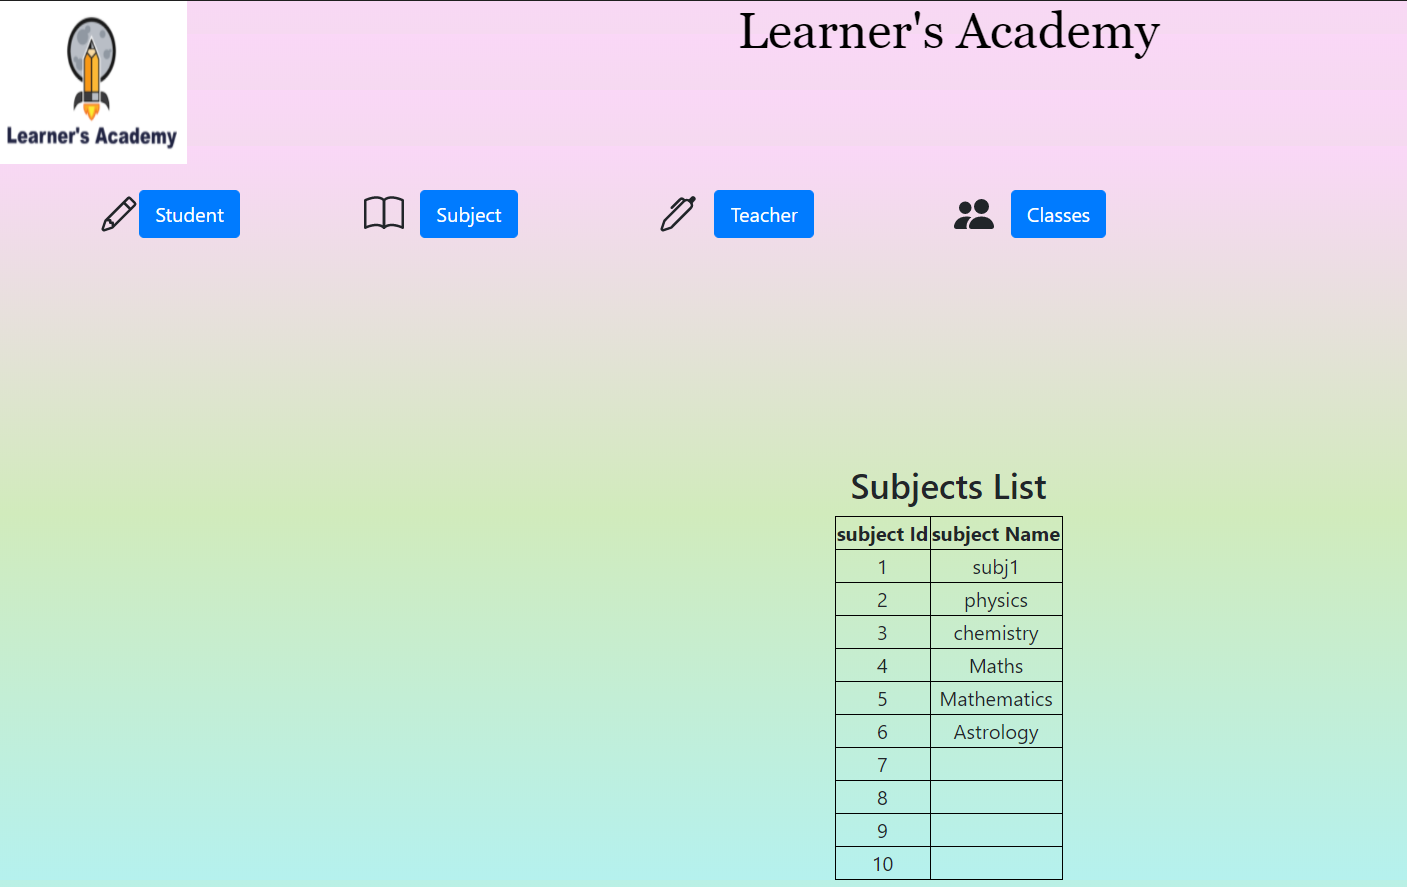 Learner's Academy
Learner's Academy
Student Subject Teacher Classes
Subjects List
subject Id subject Name
1 subj1
2 physics
3 chemistry
4 Maths
5 Mathematics
6 Astrology
7
8
9
10